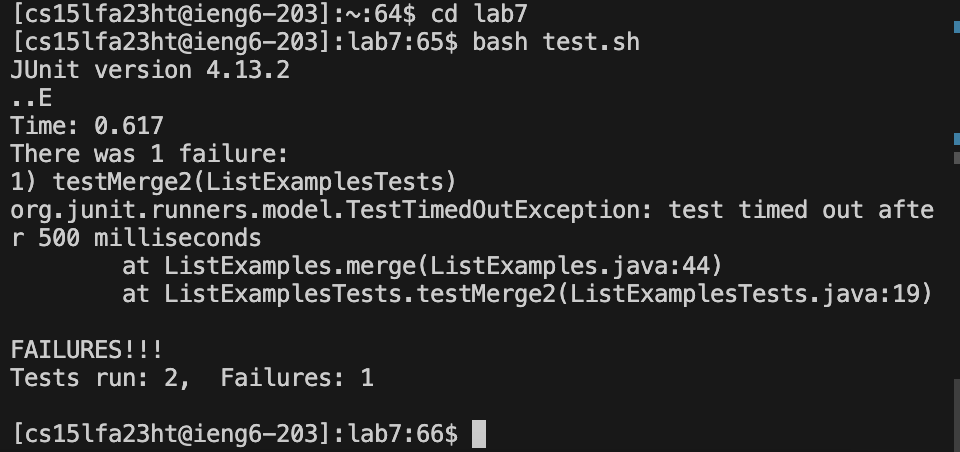 [cs15lfa23ht@ieng6-203]:~:64$ cd lab7
[cs15lfa23ht@ieng6-203]:lab7:65$ bash test.sh
JUnit version 4.13.2
..E
Time: 0.617
There was 1 failure:
1) testMerge2(ListExamplesTests)
org.junit.runners.model.TestTimedOutException: test timed out afte
r 500 milliseconds
        at ListExamples.merge(ListExamples.java:44)
        at ListExamplesTests.testMerge2(ListExamplesTests.java:19)

FAILURES!!!
Tests run: 2,  Failures: 1

[cs15lfa23ht@ieng6-203]:lab7:66$